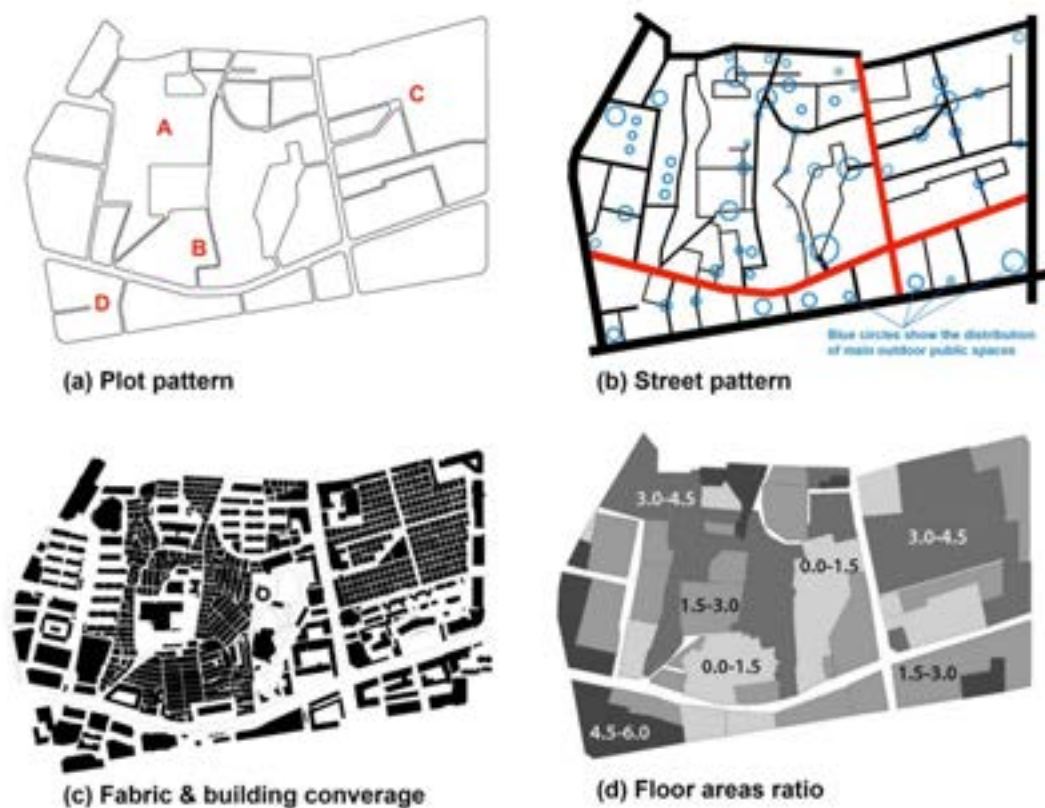 A
C
B
D
Blue circles show the distribution
of main outdoor public spaces
(a) Plot pattern
(b) Street pattern
3.0-4.5
3.0-4.5
0.0-1.5
1.5-3.0
0.0-1.5
1.5-3.0
4.5-6.0
(c) Fabric & building converage
(d) Floor areas ratio